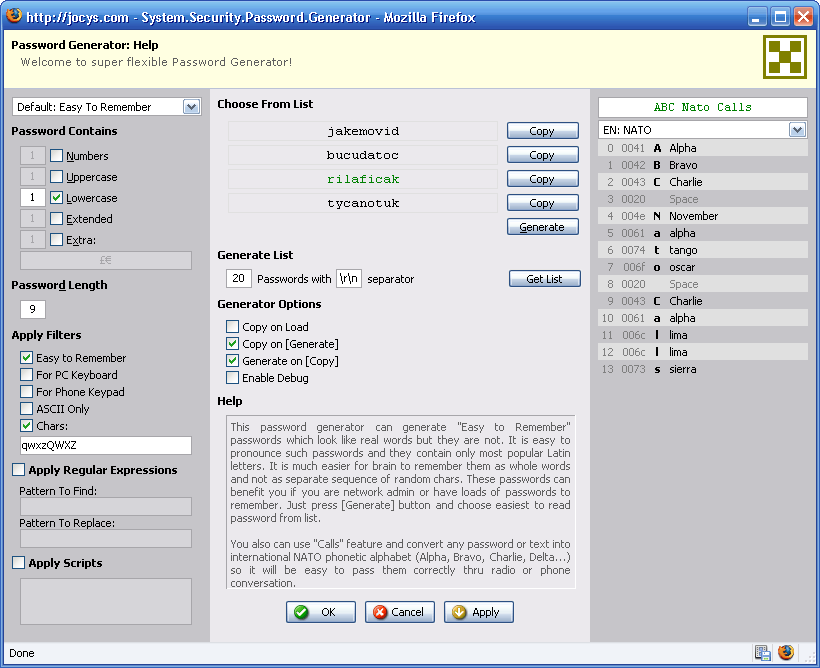 http://jocys.com - System.Security.Password.Generator - Mozilla Firefox
Password Generator: Help
Welcome to super flexible Password Generator!
Default: Easy To Remember
Password Contains
1 Numbers
1 Uppercase
1 Lowercase
1 Extended
1 Extra:
£€
Password Length
9
Apply Filters
Easy to Remember
For PC Keyboard
For Phone Keypad
ASCII Only
Chars:
qwxzQWXZ
Apply Regular Expressions
Pattern To Find:
Pattern To Replace:
Apply Scripts
Choose From List
jakemovid Copy
bucudatoc Copy
rilaficak Copy
tycanotuk Copy
Generate
Generate List
20 Passwords with \r\n separator Get List
Generator Options
Copy on Load
Copy on [Generate]
Generate on [Copy]
Enable Debug
Help
This password generator can generate "Easy to Remember"
passwords which look like real words but they are not. It is easy to
pronounce such passwords and they contain only most popular Latin
letters. It is much easier for brain to remember them as whole words
and not as separate sequence of random chars. These passwords can
benefit you if you are network admin or have loads of passwords to
remember. Just press [Generate] button and choose easiest to read
password from list.
You also can use "Calls" feature and convert any password or text into
international NATO phonetic alphabet (Alpha, Bravo, Charlie, Delta...)
so it will be easy to pass them correctly thru radio or phone
conversation.
OK Cancel Apply
ABC Nato Calls
EN: NATO
0 0041 A Alpha
1 0042 B Bravo
2 0043 C Charlie
3 0020 Space
4 004e N November
5 0061 a alpha
6 0074 t tango
7 006f o oscar
8 0020 Space
9 0043 C Charlie
10 0061 a alpha
11 006c l lima
12 006c l lima
13 0073 s sierra
Done